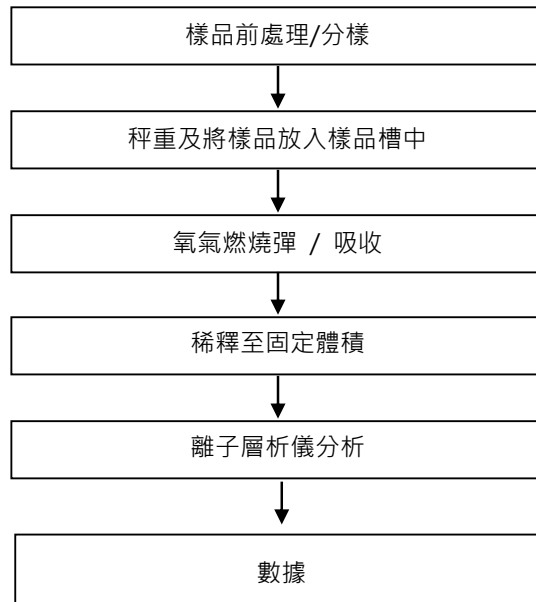 樣品前處理/分樣
秤重及將樣品放入樣品槽中
氧氣燃燒彈 / 吸收
稀釋至固定體積
離子層析儀分析
數據